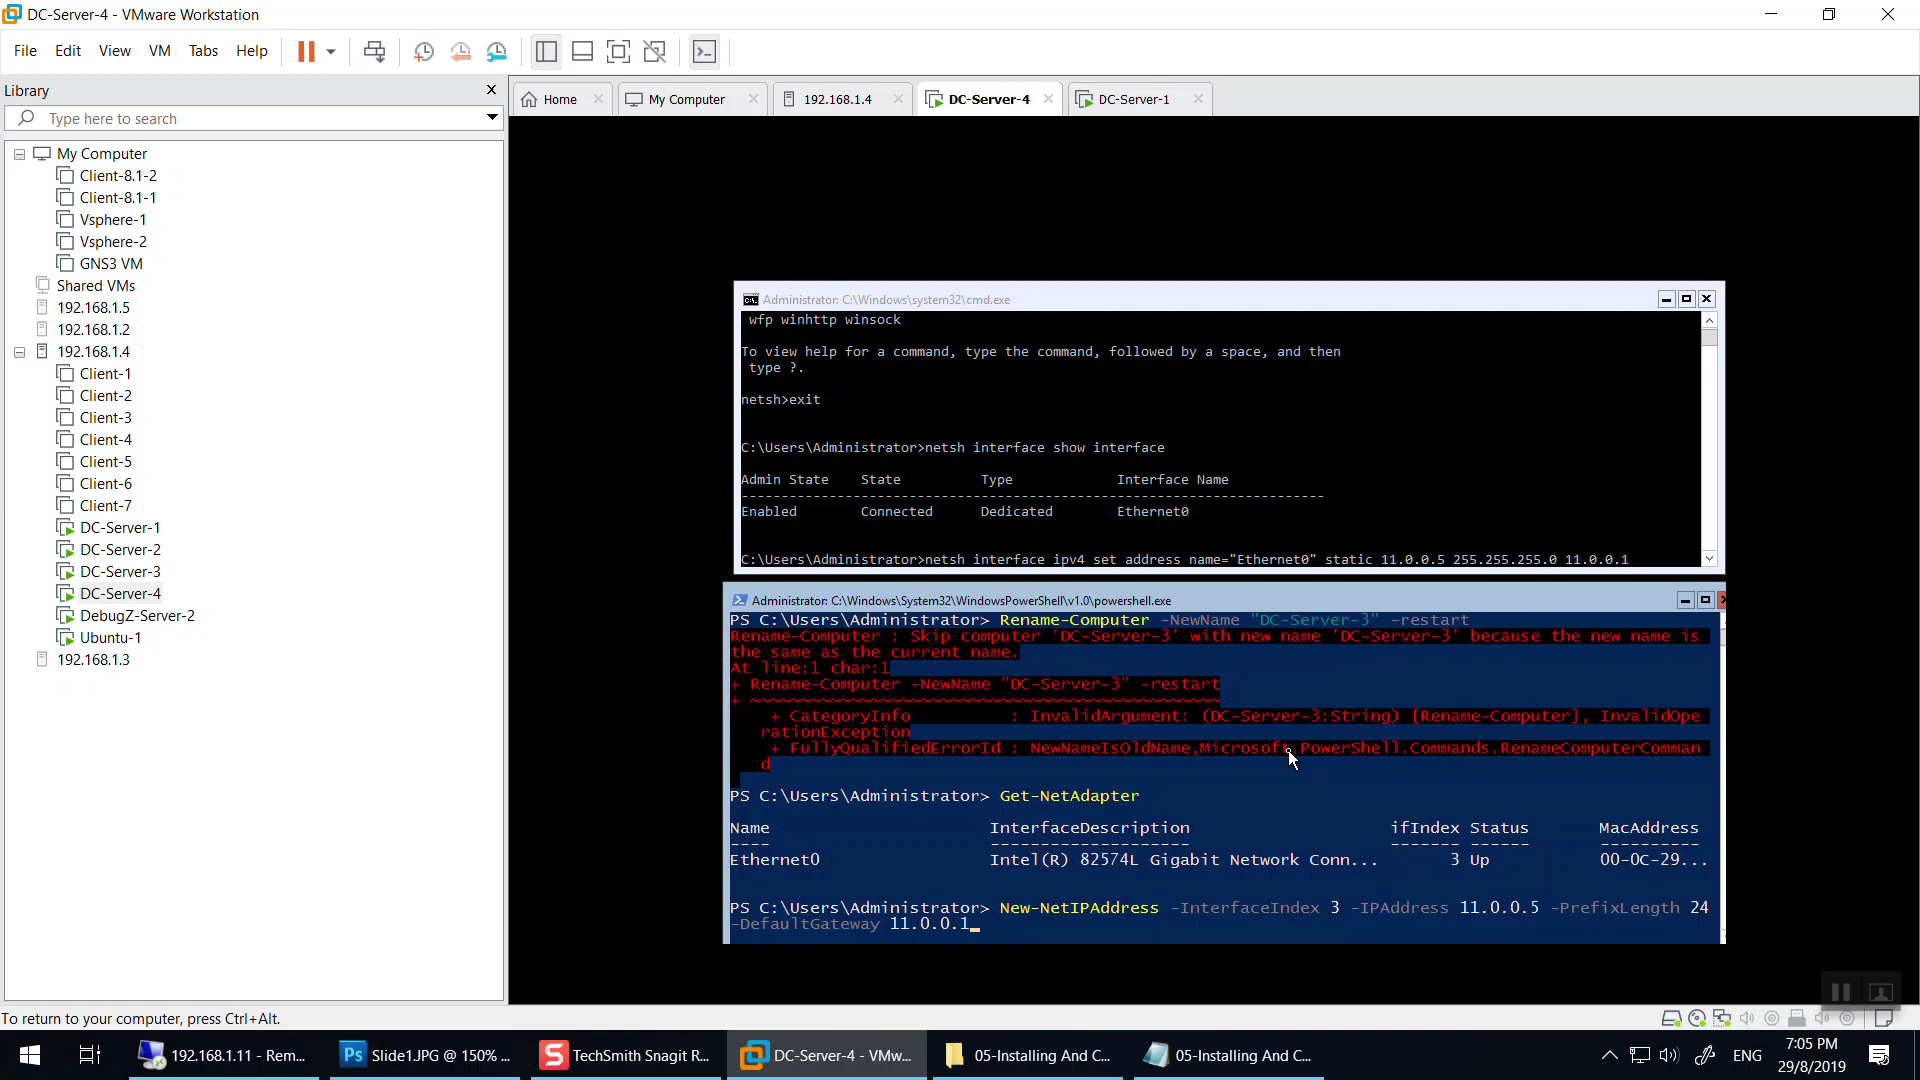 DC-Server-4 - VMware Workstation
File Edit View VM Tabs Help
Library
Type here to search
My Computer
Client-8.1-2
Client-8.1-1
Vsphere-1
Vsphere-2
GNS3 VM
Shared VMs
192.168.1.5
192.168.1.2
192.168.1.4
Client-1
Client-2
Client-3
Client-4
Client-5
Client-6
Client-7
DC-Server-1
DC-Server-2
DC-Server-3
DC-Server-4
DebugZ-Server-2
Ubuntu-1
192.168.1.3
Home My Computer 192.168.1.4 DC-Server-4 DC-Server-1
Administrator: C:\Windows\system32\cmd.exe
wfp winhttp winsock
To view help for a command, type the command, followed by a space, and then
type ?.
netsh>exit
C:\Users\Administrator>netsh interface show interface
Admin State State Type Interface Name
-------------------------------------------------------------------------
Enabled Connected Dedicated Ethernet0
C:\Users\Administrator>netsh interface ipv4 set address name="Ethernet0" static 11.0.0.5 255.255.255.0 11.0.0.1
Administrator: C:\Windows\System32\WindowsPowerShell\v1.0\powershell.exe
PS C:\Users\Administrator> Rename-Computer -NewName "DC-Server-3" -restart
Rename-Computer : Skip computer 'DC-Server-3' with new name 'DC-Server-3' because the new name is
the same as the current name.
At line:1 char:1
+ Rename-Computer -NewName "DC-Server-3" -restart
+ ~~~~~~~~~~~~~~~~~~~~~~~~~~~~~~~~~~~~~~~~~~~~~~~
+ CategoryInfo : InvalidArgument: (DC-Server-3:String) [Rename-Computer], InvalidOpe
rationException
+ FullyQualifiedErrorId : NewNameIsOldName,Microsoft.PowerShell.Commands.RenameComputerComman
d
PS C:\Users\Administrator> Get-NetAdapter
Name InterfaceDescription ifIndex Status MacAddress
---- -------------------- ------- ------ ----------
Ethernet0 Intel(R) 82574L Gigabit Network Conn... 3 Up 00-0C-29...
PS C:\Users\Administrator> New-NetIPAddress -InterfaceIndex 3 -IPAddress 11.0.0.5 -PrefixLength 24
-DefaultGateway 11.0.0.1_
To return to your computer, press Ctrl+Alt.
192.168.1.11 - Rem... Ps Slide1.JPG @ 150% ... S TechSmith Snagit R... DC-Server-4 - VMw... 05-Installing And C... 05-Installing And C... ENG 7:05 PM
29/8/2019